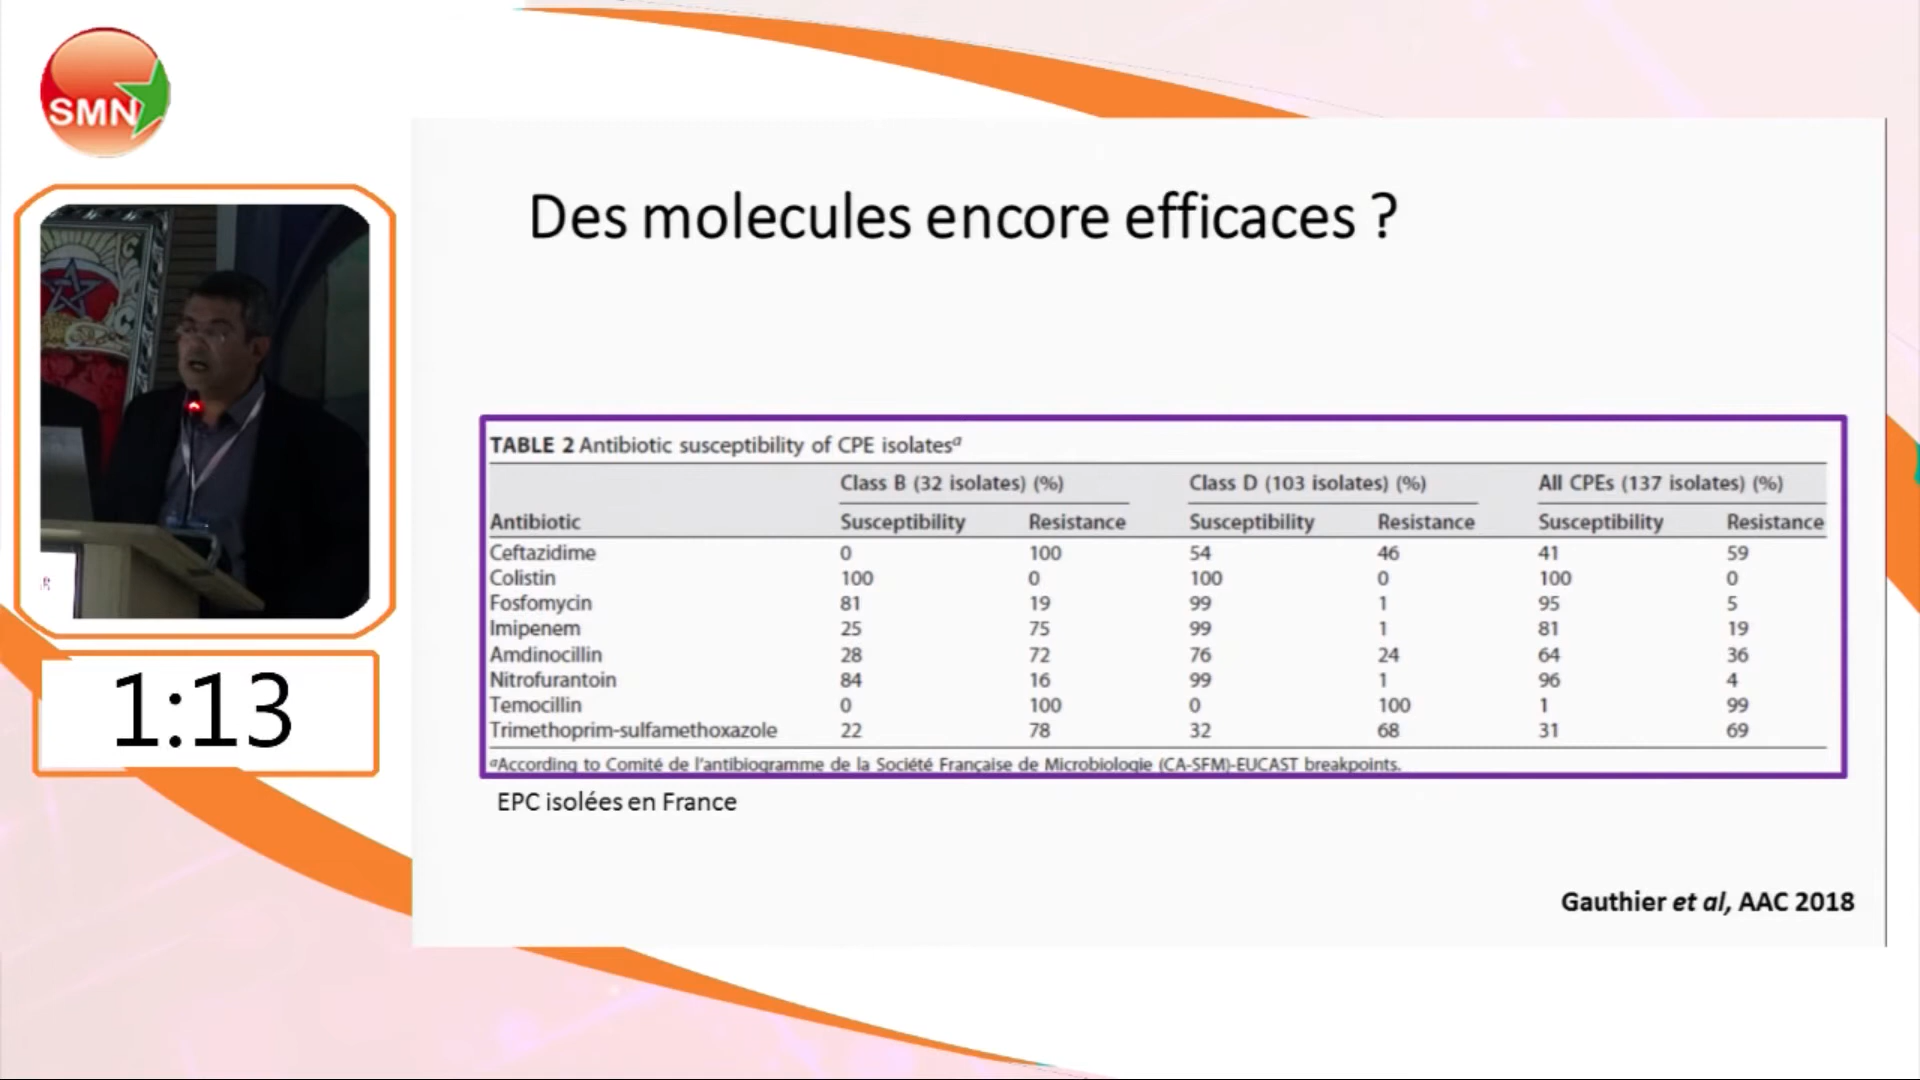 SMN
Des molecules encore efficaces ?
TABLE 2 Antibiotic susceptibility of CPE isolatesᵃ
Class B (32 isolates) (%) Class D (103 isolates) (%) All CPEs (137 isolates) (%)
Antibiotic Susceptibility Resistance Susceptibility Resistance Susceptibility Resistance
Ceftazidime 0 100 54 46 41 59
Colistin 100 0 100 0 100 0
Fosfomycin 81 19 99 1 95 5
Imipenem 25 75 99 1 81 19
Amdinocillin 28 72 76 24 64 36
Nitrofurantoin 84 16 99 1 96 4
Temocillin 0 100 0 100 1 99
Trimethoprim-sulfamethoxazole 22 78 32 68 31 69
ᵃAccording to Comité de l'antibiogramme de la Société Française de Microbiologie (CA-SFM)-EUCAST breakpoints.
EPC isolées en France
Gauthier et al, AAC 2018
1:13